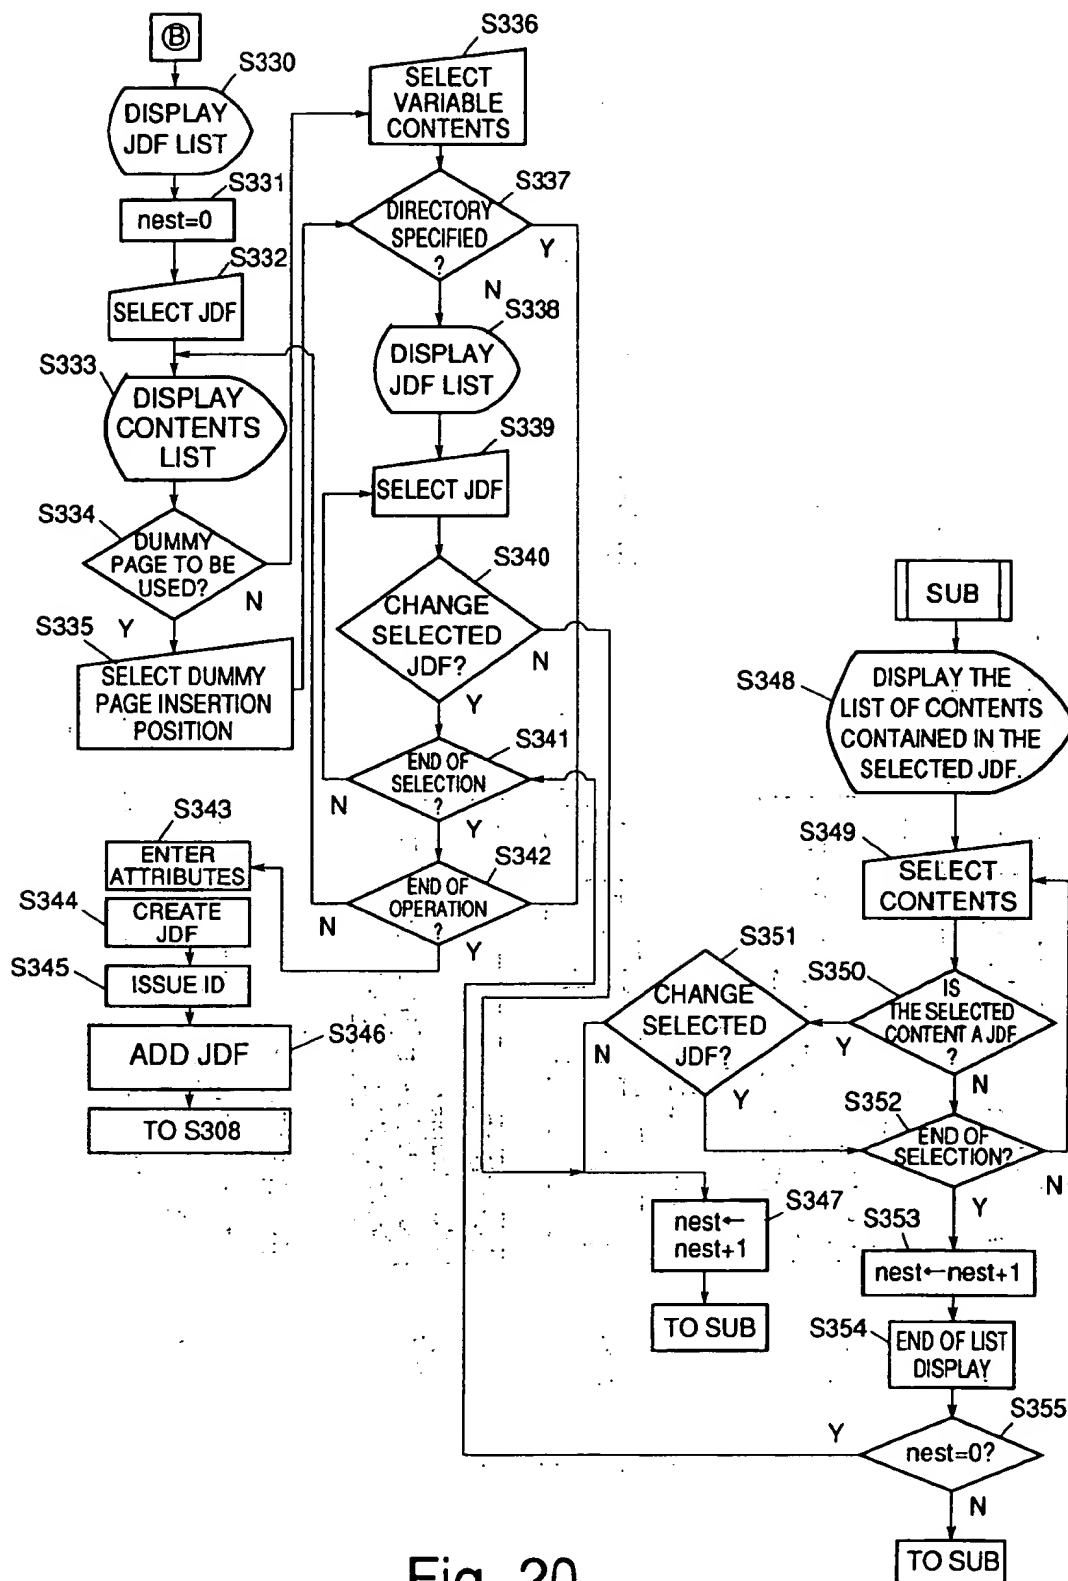 B
S330
DISPLAY
JDF LIST
S331
nest=0
S332
SELECT JDF
S333
DISPLAY
CONTENTS
LIST
S334
DUMMY
PAGE TO BE
USED?
N
Y
S335
SELECT DUMMY
PAGE INSERTION
POSITION
S336
SELECT
VARIABLE
CONTENTS
S337
DIRECTORY
SPECIFIED
?
Y
N
S338
DISPLAY
JDF LIST
S339
SELECT JDF
S340
CHANGE
SELECTED
JDF?
N
Y
S341
END OF
SELECTION
?
N
Y
S342
END OF
OPERATION
?
N
Y
S343
ENTER
ATTRIBUTES
S344
CREATE
JDF
S345
ISSUE ID
S346
ADD JDF
TO S308
S347
nest←
nest+1
TO SUB
SUB
S348
DISPLAY THE
LIST OF CONTENTS
CONTAINED IN THE
SELECTED JDF.
S349
SELECT
CONTENTS
S350
IS
THE SELECTED
CONTENT A JDF
?
Y
N
S351
CHANGE
SELECTED
JDF?
N
Y
S352
END OF
SELECTION?
N
Y
S353
nest←nest+1
S354
END OF LIST
DISPLAY
S355
nest=0?
Y
N
TO SUB
Fig. 20